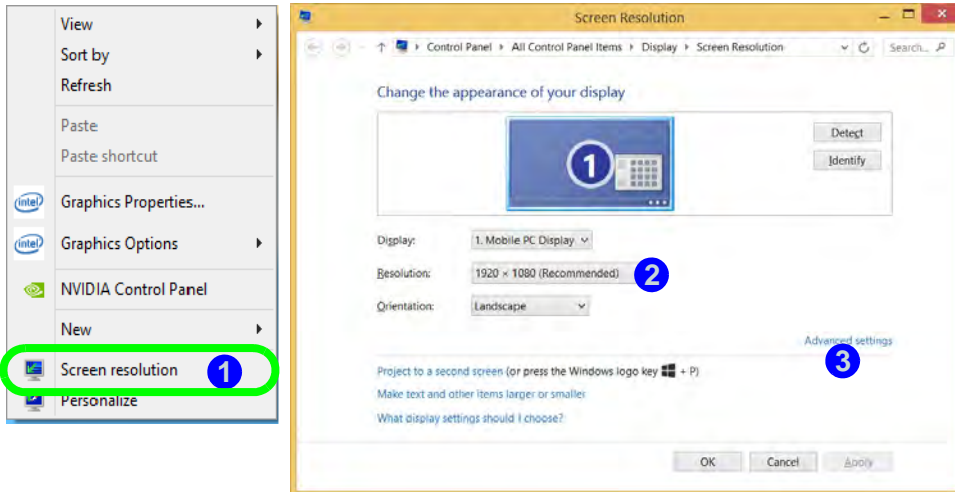 View
Sort by
Refresh
Paste
Paste shortcut
intel
Graphics Properties...
intel
Graphics Options
NVIDIA Control Panel
New
Screen resolution 1
Personalize
Screen Resolution
Control Panel All Control Panel Items Display Screen Resolution Search...
Change the appearance of your display
1
Detect
Identify
Display: 1. Mobile PC Display
Resolution: 1920 × 1080 (Recommended) 2
Orientation: Landscape
Advanced settings
3
Project to a second screen (or press the Windows logo key + P)
Make text and other items larger or smaller
What display settings should I choose?
OK Cancel Apply